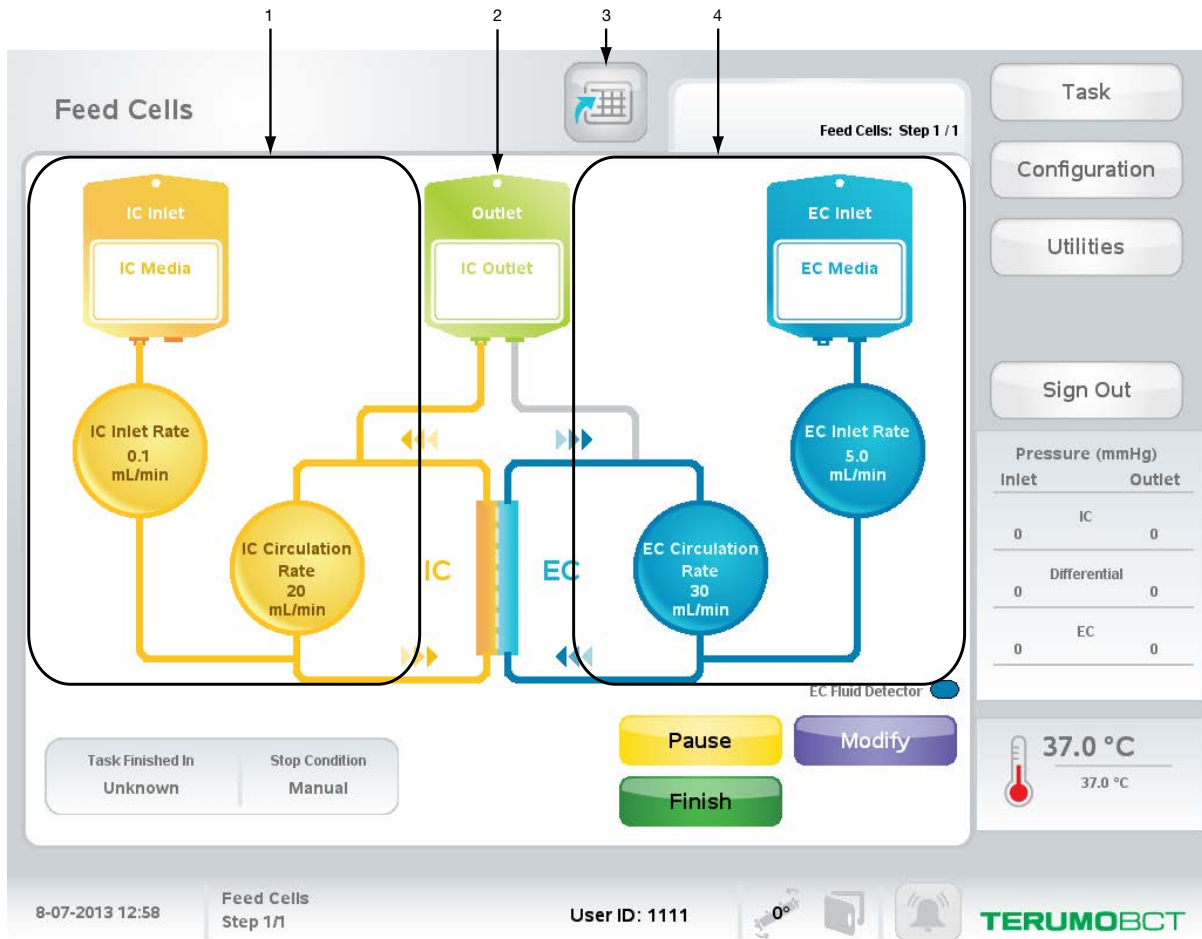 1 2 3 4
Feed Cells
Feed Cells: Step 1 / 1
Task
Configuration
Utilities
Sign Out
IC Inlet
IC Media
Outlet
IC Outlet
EC Inlet
EC Media
IC Inlet Rate
0.1
mL/min
EC Inlet Rate
5.0
mL/min
IC Circulation
Rate
20
mL/min
IC
EC
EC Circulation
Rate
30
mL/min
EC Fluid Detector
Pressure (mmHg)
Inlet Outlet
IC
0 0
Differential
0 0
EC
0 0
Task Finished In
Unknown
Stop Condition
Manual
Pause
Modify
Finish
37.0 °C
37.0 °C
8-07-2013 12:58
Feed Cells
Step 1/1
User ID: 1111
0°
TERUMOBCT